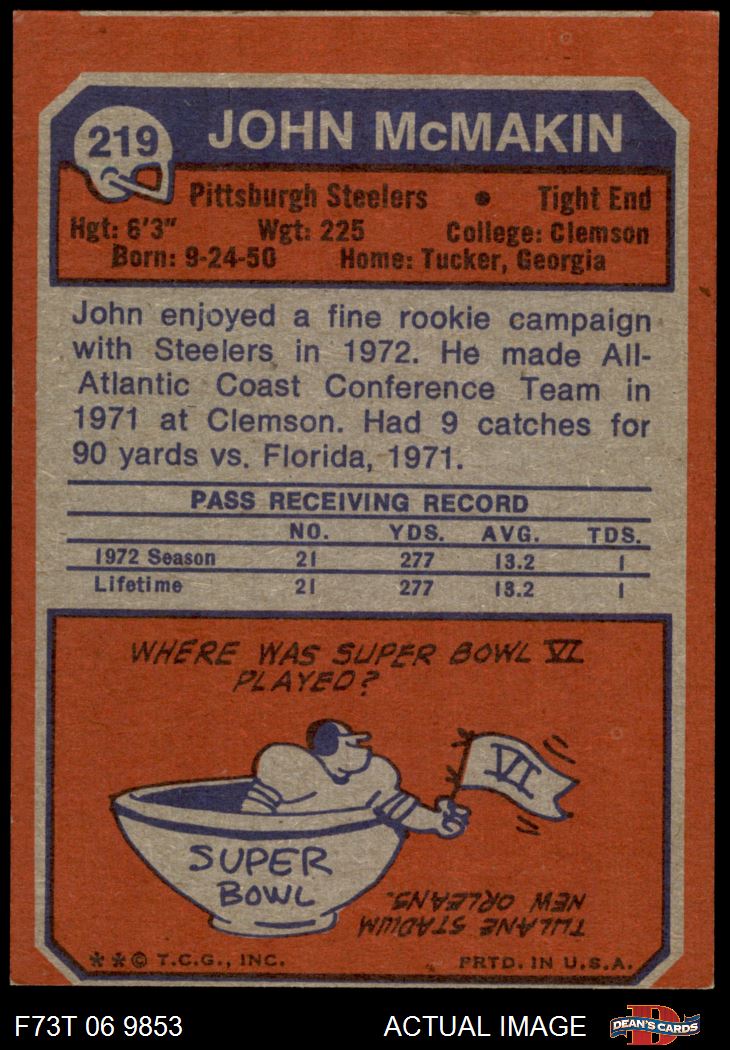 219
JOHN McMAKIN
Pittsburgh Steelers • Tight End
Hgt: 6'3" Wgt: 225 College: Clemson
Born: 9-24-50 Home: Tucker, Georgia
John enjoyed a fine rookie campaign
with Steelers in 1972. He made All-
Atlantic Coast Conference Team in
1971 at Clemson. Had 9 catches for
90 yards vs. Florida, 1971.
PASS RECEIVING RECORD
NO. YDS. AVG. TDS.
1972 Season 21 277 13.2 1
Lifetime 21 277 13.2 1
WHERE WAS SUPER BOWL VI
PLAYED?
VI
SUPER
BOWL
TULANE STADIUM
NEW ORLEANS.
**© T.C.G., INC. PRTD. IN U.S.A.
F73T 06 9853 ACTUAL IMAGE D DEAN'S CARDS